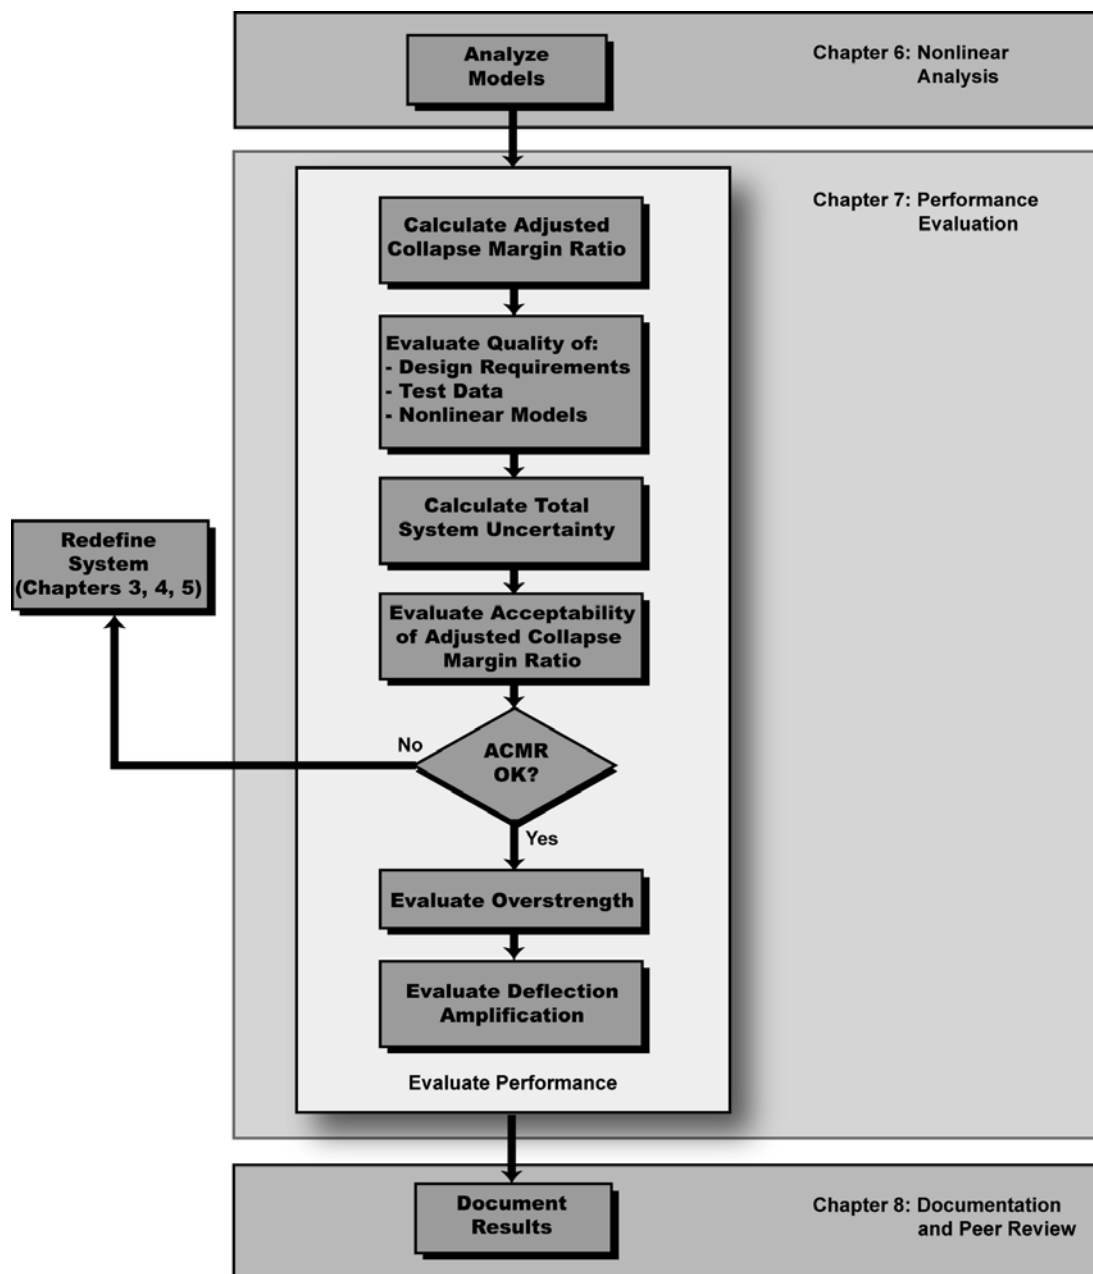 Analyze
Models
Chapter 6: Nonlinear
Analysis
Chapter 7: Performance
Evaluation
Calculate Adjusted
Collapse Margin Ratio
Evaluate Quality of:
- Design Requirements
- Test Data
- Nonlinear Models
Calculate Total
System Uncertainty
Redefine
System
(Chapters 3, 4, 5)
Evaluate Acceptability
of Adjusted Collapse
Margin Ratio
No
ACMR
OK?
Yes
Evaluate Overstrength
Evaluate Deflection
Amplification
Evaluate Performance
Document
Results
Chapter 8: Documentation
and Peer Review